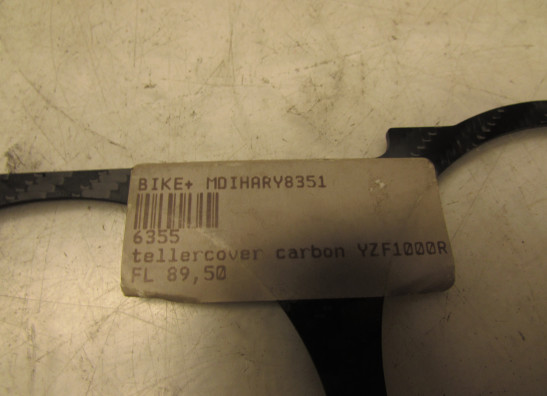 BIKE+ MDIHARY8351
6355
tellercover carbon YZF1000R
FL 89,50